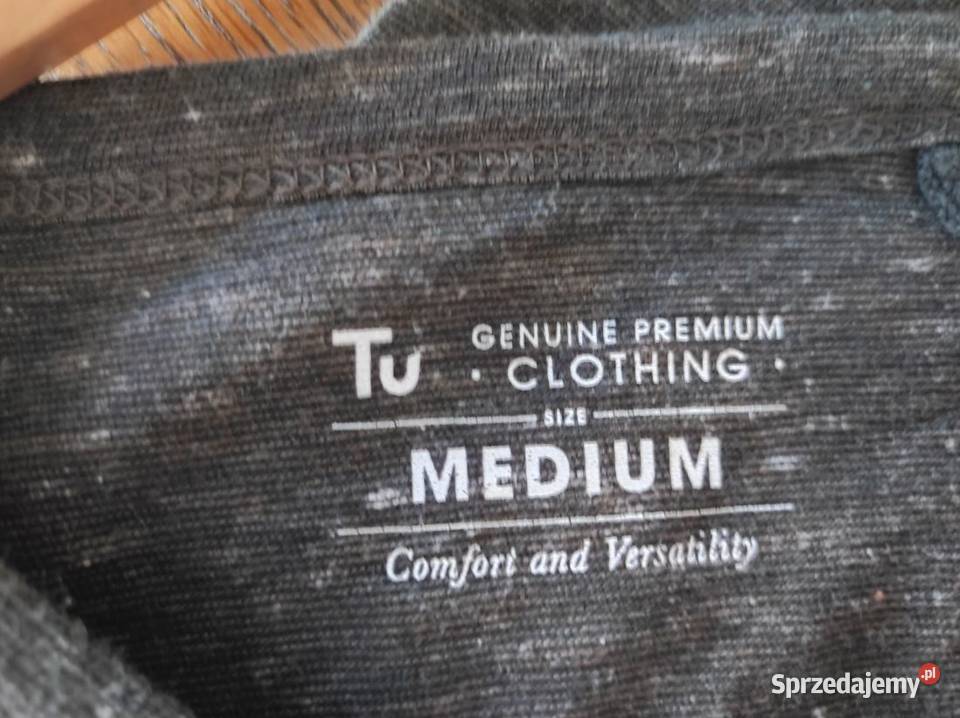 Tu GENUINE PREMIUM
· CLOTHING ·
SIZE
MEDIUM
Comfort and Versatility
Sprzedajemy.pl